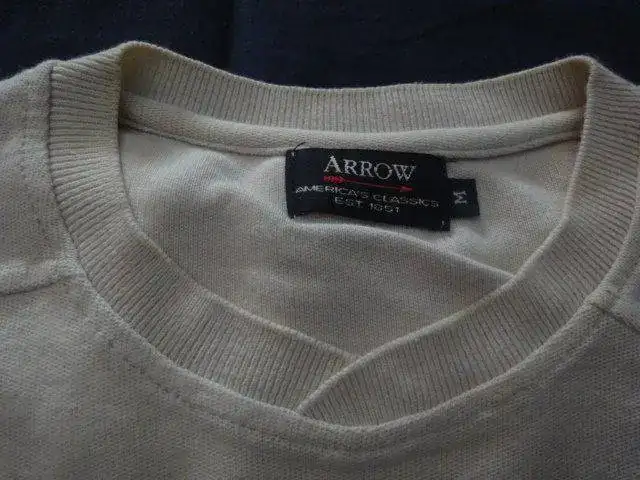 ARROW
AMERICA'S CLASSICS
EST 1851
M